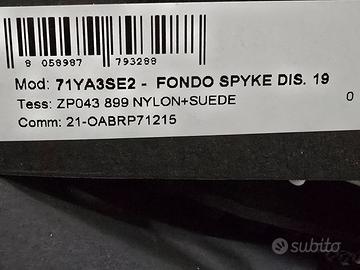 8 058987 793288
Mod: 71YA3SE2 - FONDO SPYKE DIS. 19
Tess: ZP043 899 NYLON+SUEDE
0
Comm: 21-OABRP71215
subito